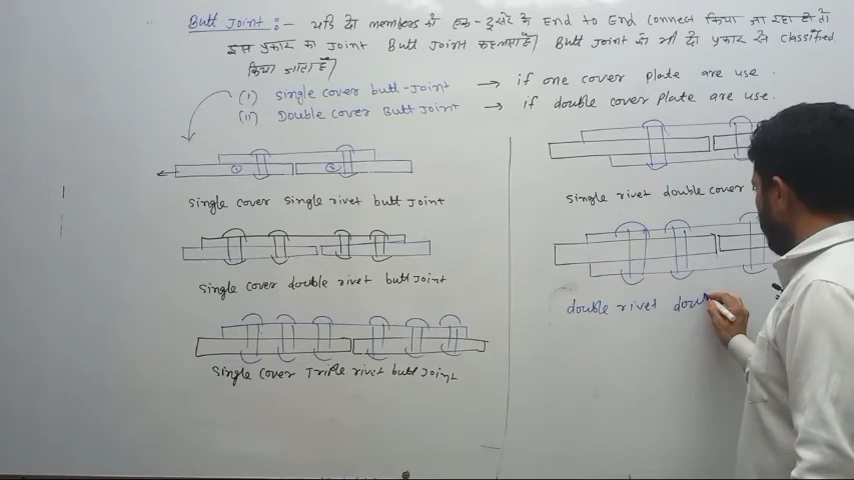 Butt Joint :- यदि दो members को एक-दूसरे के End to End Connect किया जा रहा हो तो
इस प्रकार का Joint Butt Joint कहलाता है। Butt Joint को भी दो प्रकार से classified
किया जाता है।
(i) single cover butt-Joint → if one cover plate are use.
(ii) Double cover Butt Joint → if double cover plate are use.
① ②
single cover single rivet butt Joint
single cover double rivet butt Joint
single cover Triple rivet butt Joint
single rivet double cover
double rivet dou